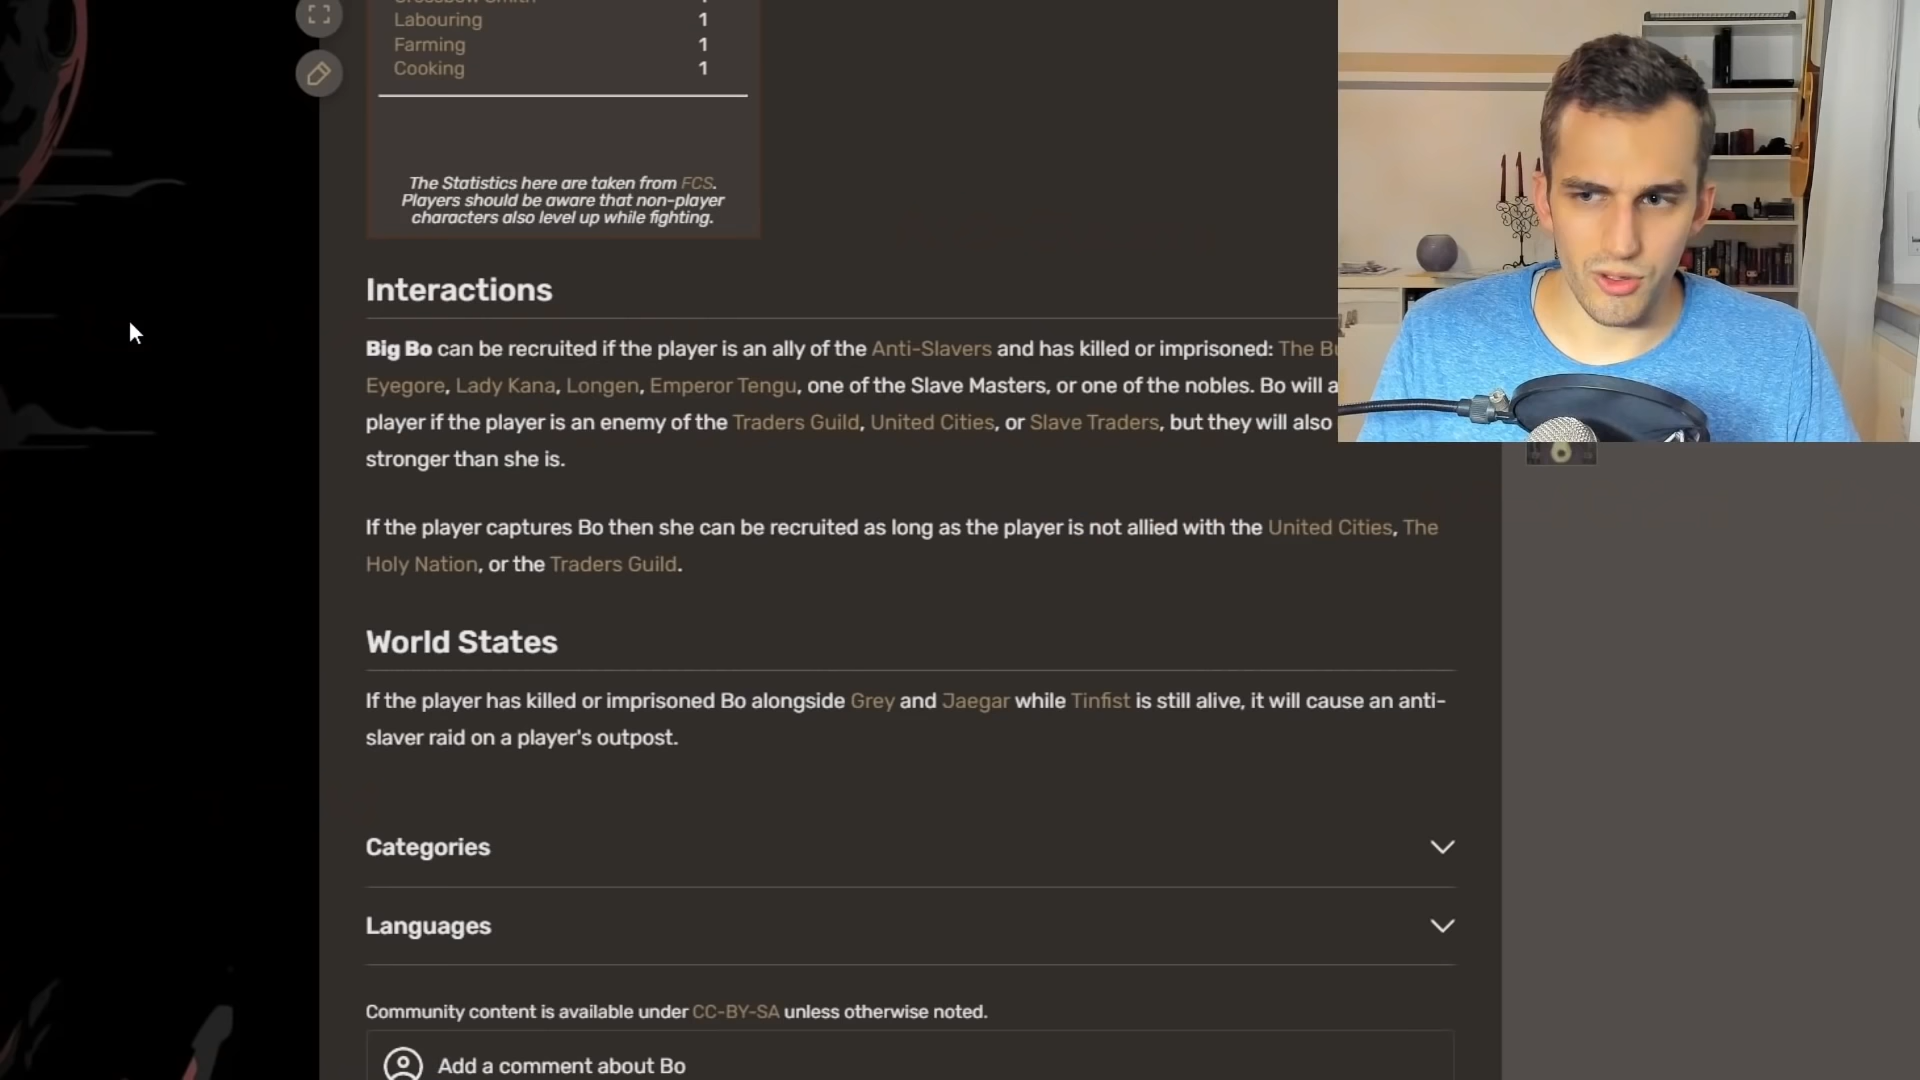 Labouring 1
Farming 1
Cooking 1
The Statistics here are taken from FCS.
Players should be aware that non-player
characters also level up while fighting.
Interactions
Big Bo can be recruited if the player is an ally of the Anti-Slavers and has killed or imprisoned: The
Eyegore, Lady Kana, Longen, Emperor Tengu, one of the Slave Masters, or one of the nobles. Bo will
player if the player is an enemy of the Traders Guild, United Cities, or Slave Traders, but they will also
stronger than she is.
If the player captures Bo then she can be recruited as long as the player is not allied with the United Cities, The
Holy Nation, or the Traders Guild.
World States
If the player has killed or imprisoned Bo alongside Grey and Jaegar while Tinfist is still alive, it will cause an anti-
slaver raid on a player's outpost.
Categories
Languages
Community content is available under CC-BY-SA unless otherwise noted.
Add a comment about Bo